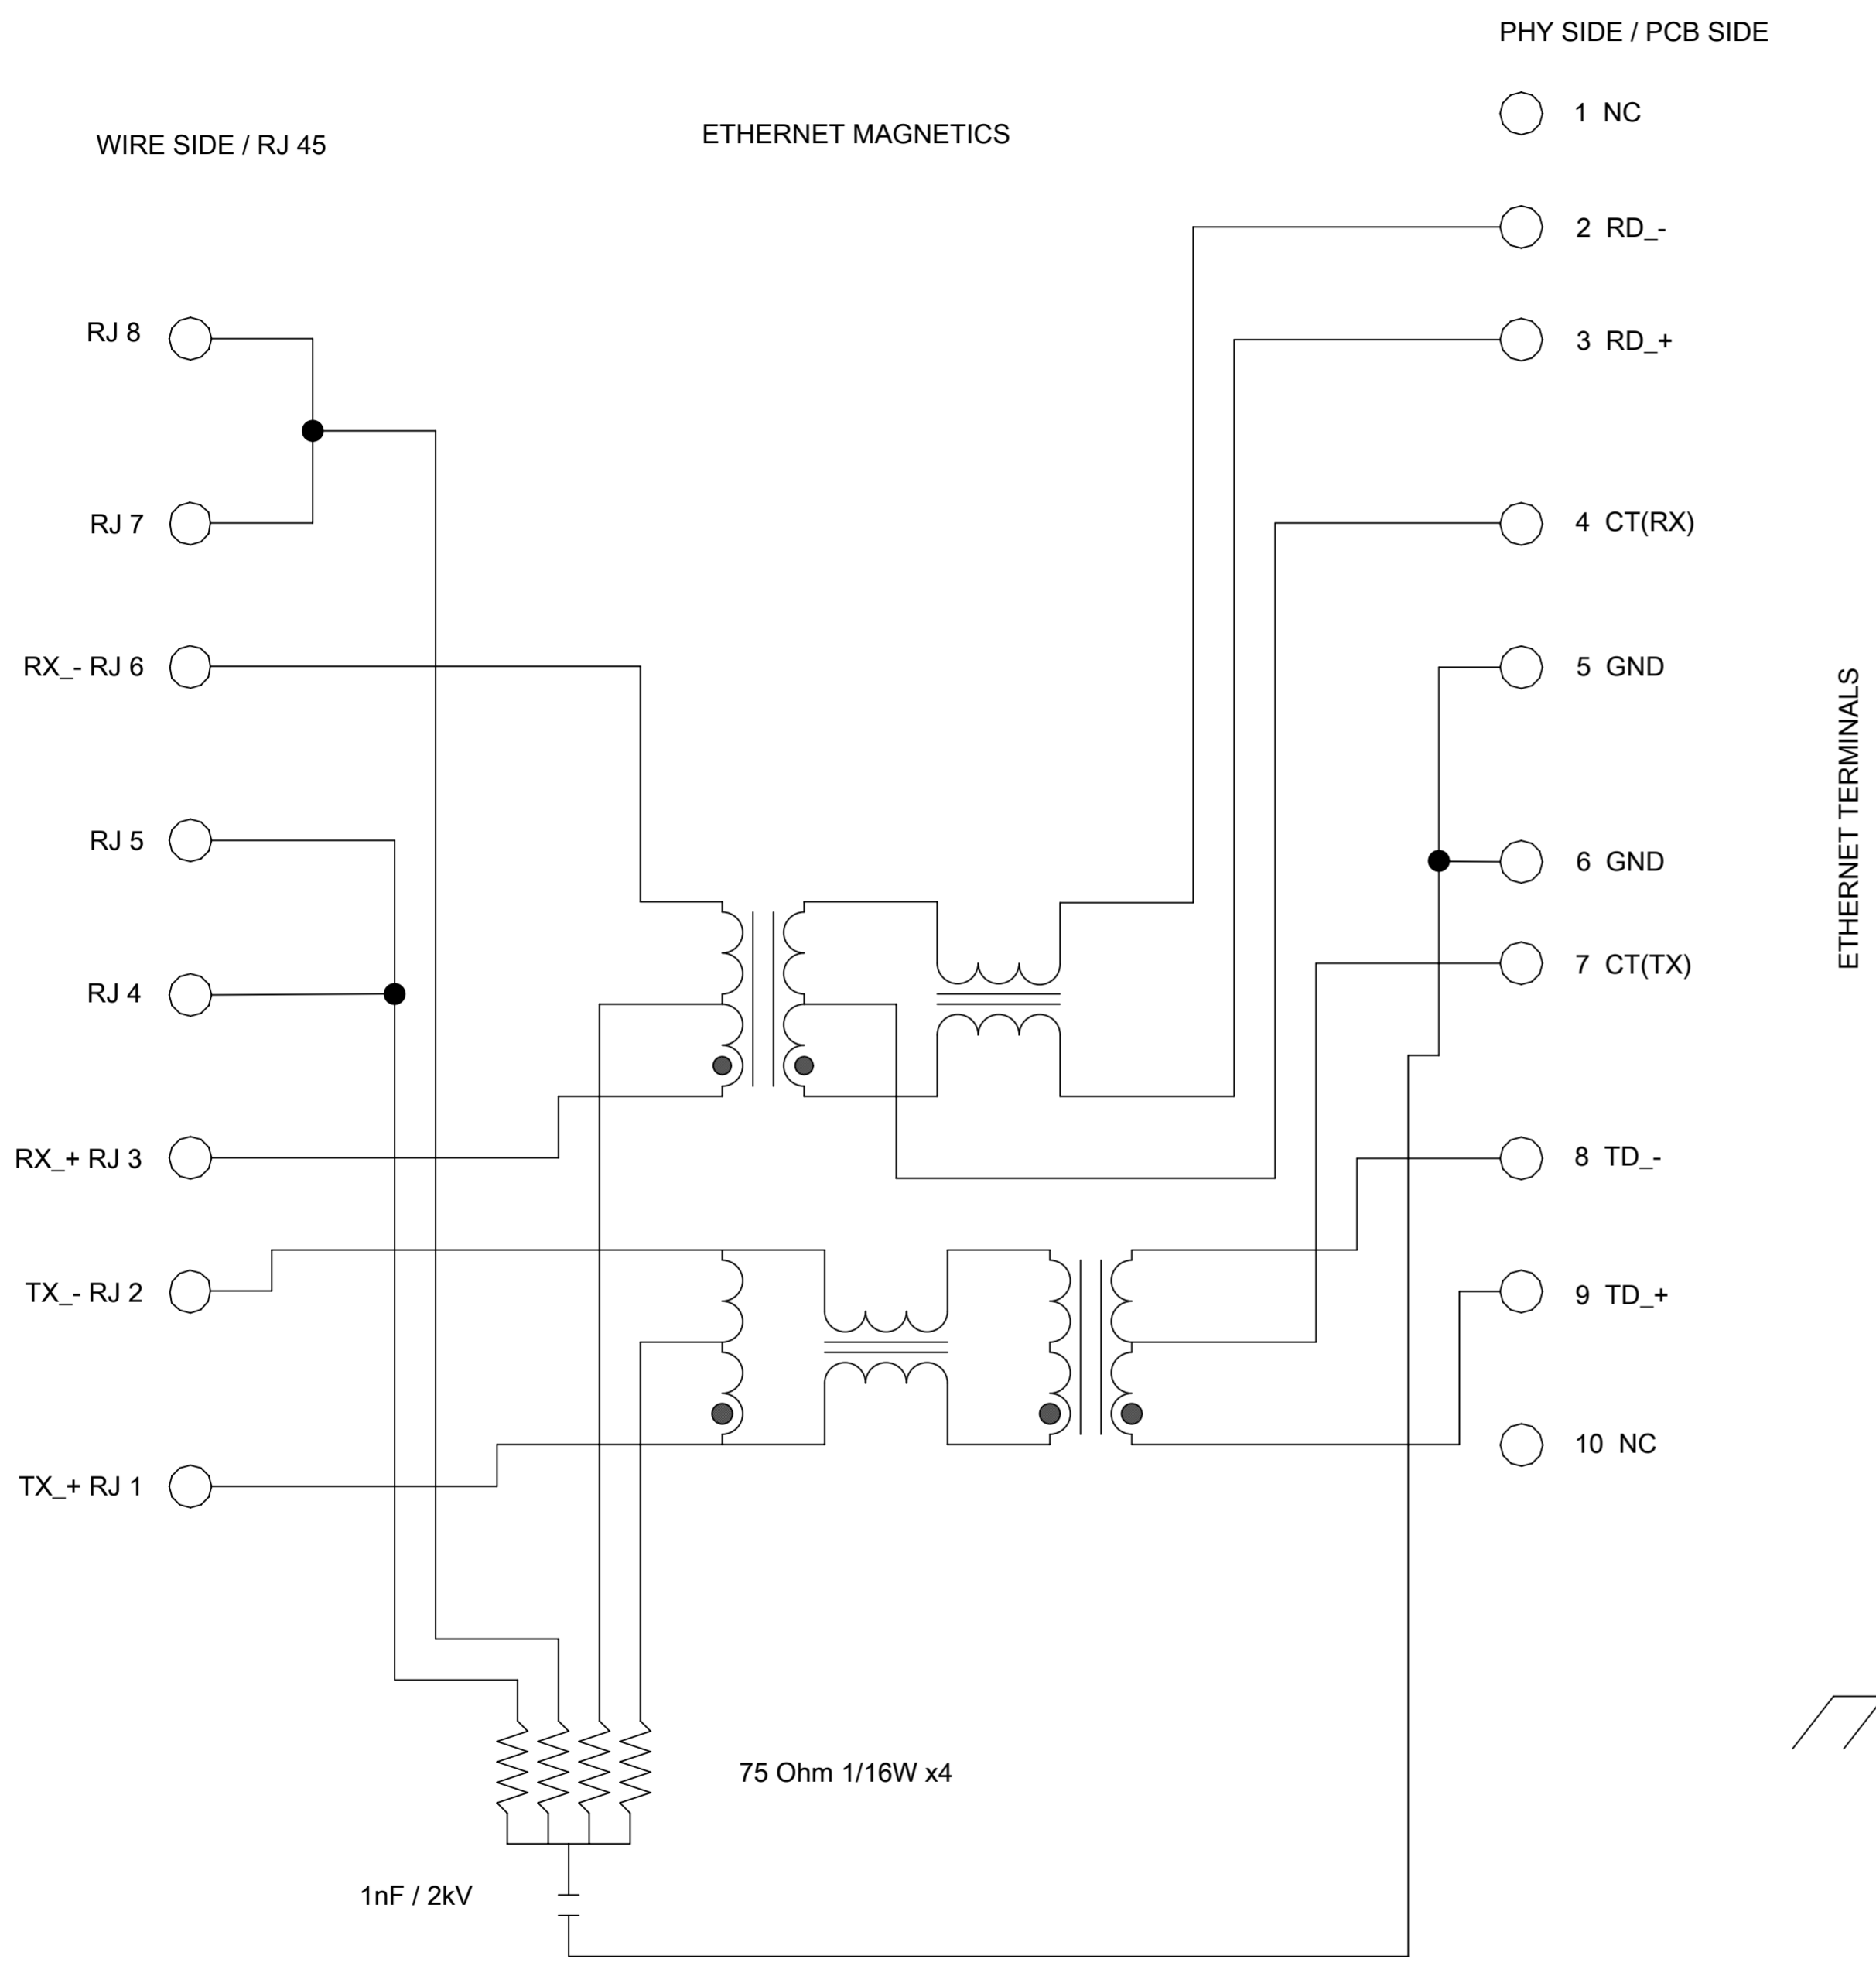 PHY SIDE / PCB SIDE
1 NC
WIRE SIDE / RJ 45
ETHERNET MAGNETICS
2 RD_-
RJ 8
3 RD_+
RJ 7
4 CT(RX)
RX_- RJ 6
5 GND
ETHERNET TERMINALS
RJ 5
6 GND
RJ 4
7 CT(TX)
RX_+ RJ 3
8 TD_-
TX_- RJ 2
9 TD_+
TX_+ RJ 1
10 NC
75 Ohm 1/16W x4
1nF / 2kV